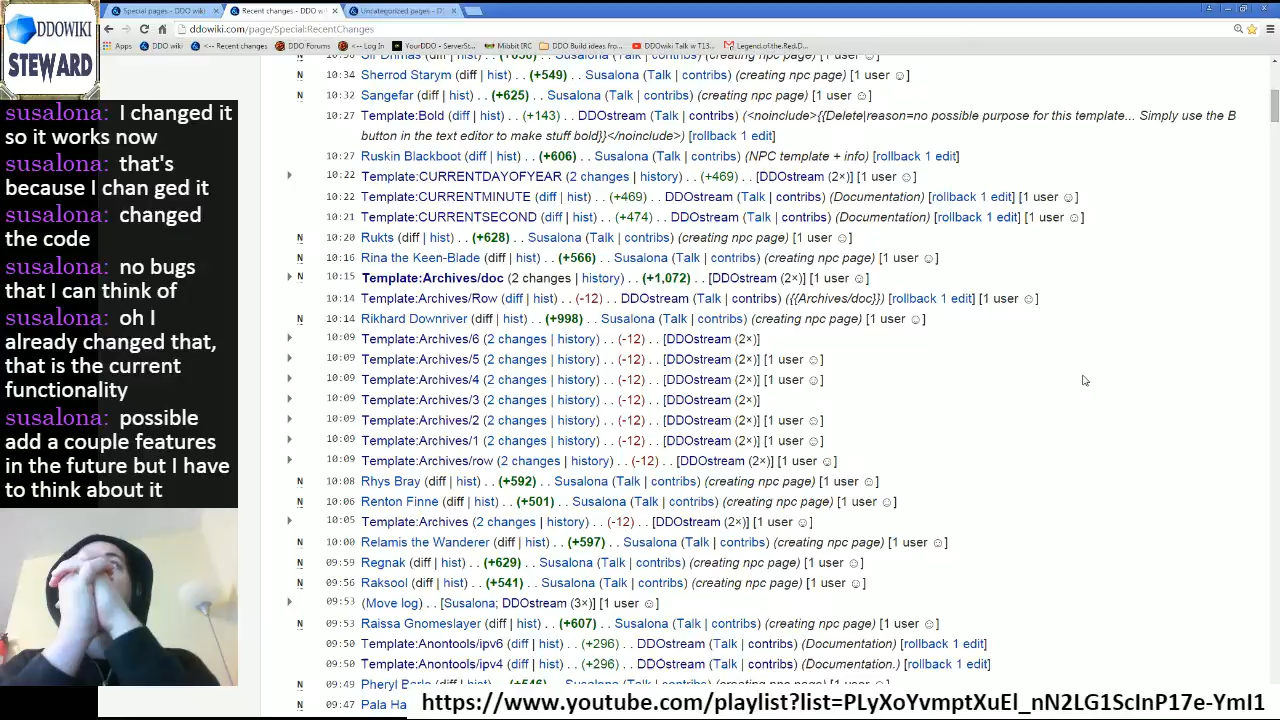 Special pages - DDO wiki
Recent changes - DDO w
Uncategorized pages - DD
ddowiki.com/page/Special:RecentChanges
Apps DDO wiki <-- Recent changes DDO Forums <-- Log In YourDDO -- ServerSt... Mibbit IRC DDO Build ideas fro... DDOwiki Talk w T13... Legend.of.the.Red.D...
DDOWIKI
STEWARD
susalona: I changed it
so it works now
susalona: that's
because I chan ged it
susalona: changed
the code
susalona: no bugs
that I can think of
susalona: oh I
already changed that,
that is the current
functionality
susalona: possible
add a couple features
in the future but I have
to think about it
N 10:34 Sherrod Starym (diff | hist) . . (+549) . . Susalona (Talk | contribs) (creating npc page) [1 user ☺]
N 10:32 Sangefar (diff | hist) . . (+625) . . Susalona (Talk | contribs) (creating npc page) [1 user ☺]
10:27 Template:Bold (diff | hist) . . (+143) . . DDOstream (Talk | contribs) (<noinclude>{{Delete|reason=no possible purpose for this template... Simply use the B
button in the text editor to make stuff bold}}</noinclude>) [rollback 1 edit]
10:27 Ruskin Blackboot (diff | hist) . . (+606) . . Susalona (Talk | contribs) (NPC template + info) [rollback 1 edit]
10:22 Template:CURRENTDAYOFYEAR (2 changes | history) . . (+469) . . [DDOstream (2×)] [1 user ☺]
10:22 Template:CURRENTMINUTE (diff | hist) . . (+469) . . DDOstream (Talk | contribs) (Documentation) [rollback 1 edit] [1 user ☺]
10:21 Template:CURRENTSECOND (diff | hist) . . (+474) . . DDOstream (Talk | contribs) (Documentation) [rollback 1 edit] [1 user ☺]
N 10:20 Rukts (diff | hist) . . (+628) . . Susalona (Talk | contribs) (creating npc page) [1 user ☺]
N 10:16 Rina the Keen-Blade (diff | hist) . . (+566) . . Susalona (Talk | contribs) (creating npc page) [1 user ☺]
N 10:15 Template:Archives/doc (2 changes | history) . . (+1,072) . . [DDOstream (2×)] [1 user ☺]
10:14 Template:Archives/Row (diff | hist) . . (-12) . . DDOstream (Talk | contribs) ({{Archives/doc}}) [rollback 1 edit] [1 user ☺]
N 10:14 Rikhard Downriver (diff | hist) . . (+998) . . Susalona (Talk | contribs) (creating npc page) [1 user ☺]
10:09 Template:Archives/6 (2 changes | history) . . (-12) . . [DDOstream (2×)]
10:09 Template:Archives/5 (2 changes | history) . . (-12) . . [DDOstream (2×)] [1 user ☺]
10:09 Template:Archives/4 (2 changes | history) . . (-12) . . [DDOstream (2×)] [1 user ☺]
10:09 Template:Archives/3 (2 changes | history) . . (-12) . . [DDOstream (2×)]
10:09 Template:Archives/2 (2 changes | history) . . (-12) . . [DDOstream (2×)] [1 user ☺]
10:09 Template:Archives/1 (2 changes | history) . . (-12) . . [DDOstream (2×)] [1 user ☺]
10:09 Template:Archives/row (2 changes | history) . . (-12) . . [DDOstream (2×)] [1 user ☺]
N 10:08 Rhys Bray (diff | hist) . . (+592) . . Susalona (Talk | contribs) (creating npc page) [1 user ☺]
N 10:06 Renton Finne (diff | hist) . . (+501) . . Susalona (Talk | contribs) (creating npc page) [1 user ☺]
10:05 Template:Archives (2 changes | history) . . (-12) . . [DDOstream (2×)] [1 user ☺]
N 10:00 Relamis the Wanderer (diff | hist) . . (+597) . . Susalona (Talk | contribs) (creating npc page) [1 user ☺]
N 09:59 Regnak (diff | hist) . . (+629) . . Susalona (Talk | contribs) (creating npc page) [1 user ☺]
N 09:56 Raksool (diff | hist) . . (+541) . . Susalona (Talk | contribs) (creating npc page) [1 user ☺]
09:53 (Move log) . . [Susalona; DDOstream (3×)] [1 user ☺]
N 09:53 Raissa Gnomeslayer (diff | hist) . . (+607) . . Susalona (Talk | contribs) (creating npc page) [1 user ☺]
09:50 Template:Anontools/ipv6 (diff | hist) . . (+296) . . DDOstream (Talk | contribs) (Documentation) [rollback 1 edit]
09:50 Template:Anontools/ipv4 (diff | hist) . . (+296) . . DDOstream (Talk | contribs) (Documentation.) [rollback 1 edit]
N 09:49 Pheryl
N 09:47 Pala Ha
https://www.youtube.com/playlist?list=PLyXoYvmptXuEl_nN2LG1ScInP17e-YmI1